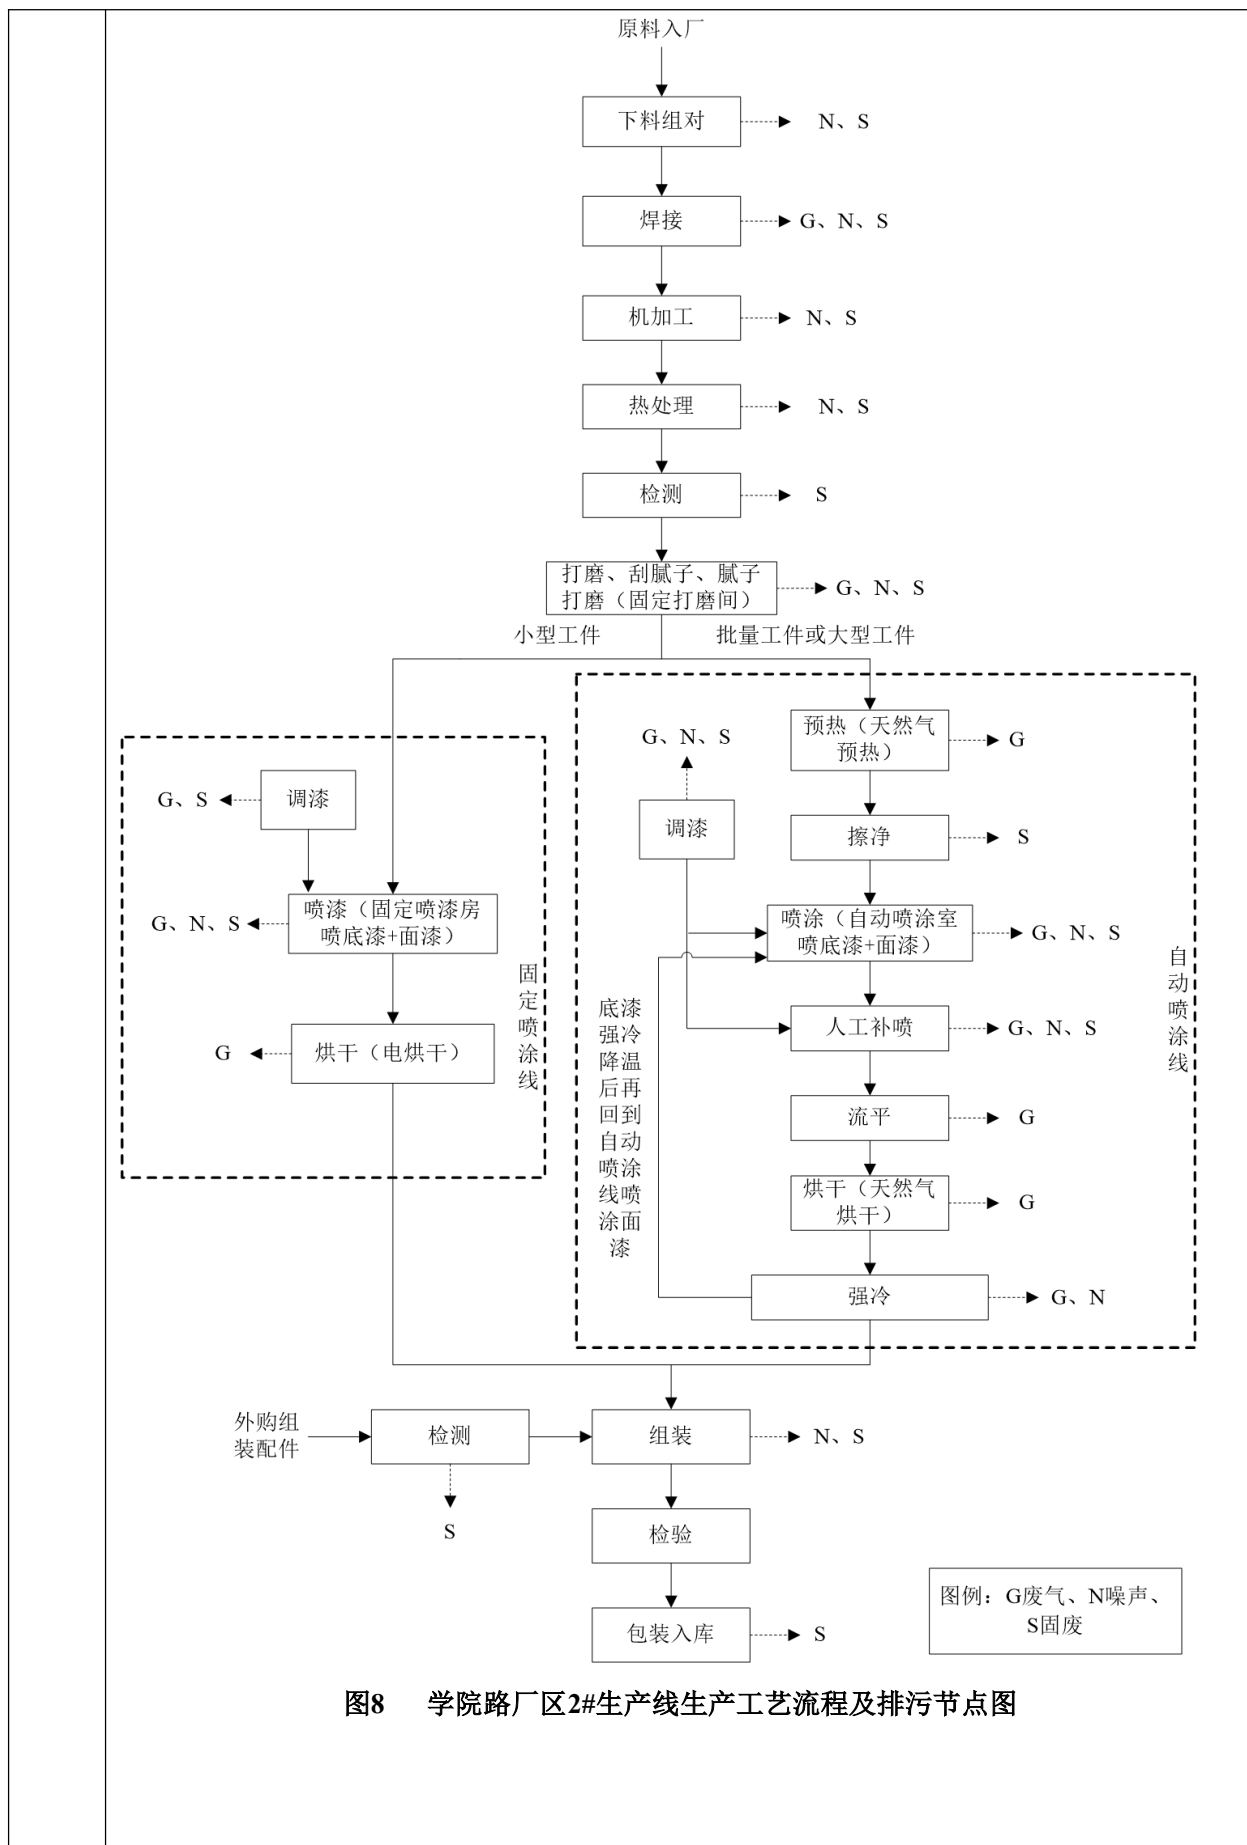 原料入厂
下料组对
N、S
焊接
G、N、S
机加工
N、S
热处理
N、S
检测
S
打磨、刮腻子、腻子
打磨（固定打磨间）
G、N、S
小型工件
批量工件或大型工件
G、S
调漆
喷漆（固定喷漆房
喷底漆+面漆）
G、N、S
烘干（电烘干）
G
固定喷涂线
G、N、S
调漆
预热（天然气
预热）
G
擦净
S
喷涂（自动喷涂室
喷底漆+面漆）
G、N、S
人工补喷
G、N、S
流平
G
烘干（天然气
烘干）
G
强冷
G、N
底漆
强冷
降温
后再
回到
自动
喷涂
线喷
涂面
漆
自动喷涂线
外购组
装配件
检测
S
组装
N、S
检验
包装入库
S
图例：G废气、N噪声、
S固废
图8 学院路厂区2#生产线生产工艺流程及排污节点图